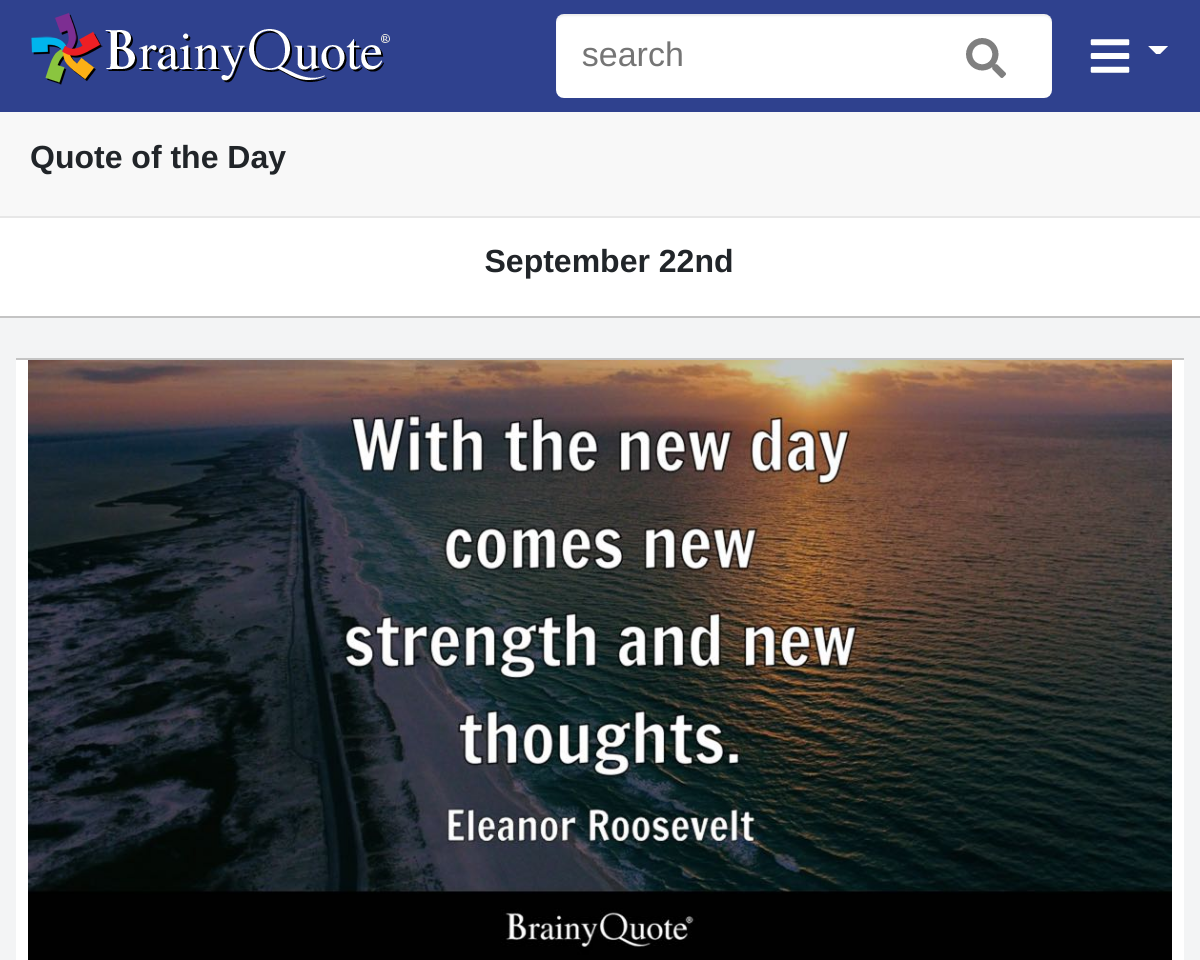 BrainyQuote®
search
Quote of the Day
September 22nd
With the new day
comes new
strength and new
thoughts.
Eleanor Roosevelt
BrainyQuote®